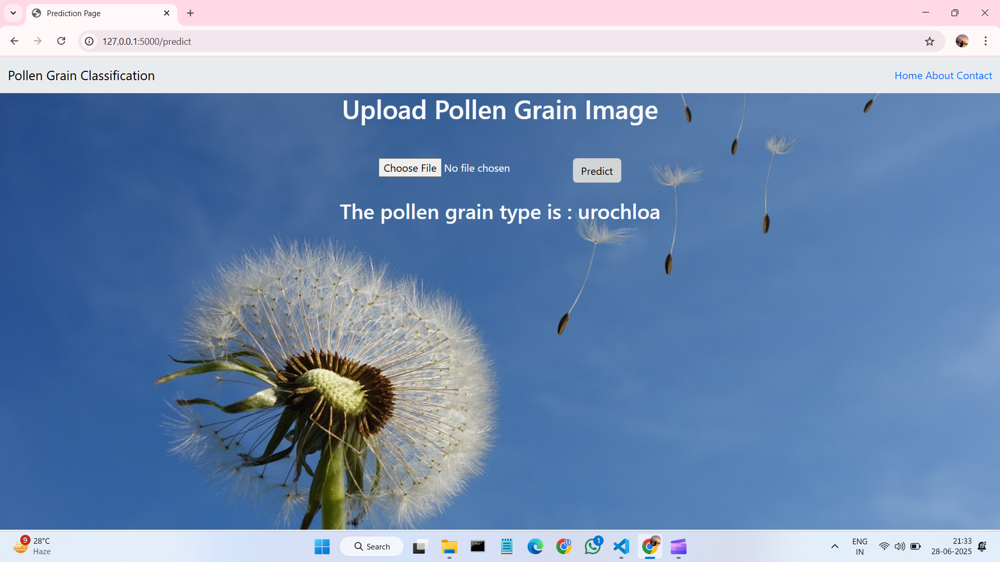 Prediction Page
127.0.0.1:5000/predict
Pollen Grain Classification
Home About Contact
Upload Pollen Grain Image
Choose File No file chosen
Predict
The pollen grain type is : urochloa
9
28°C
Haze
Search
1
ENG
IN
21:33
28-06-2025